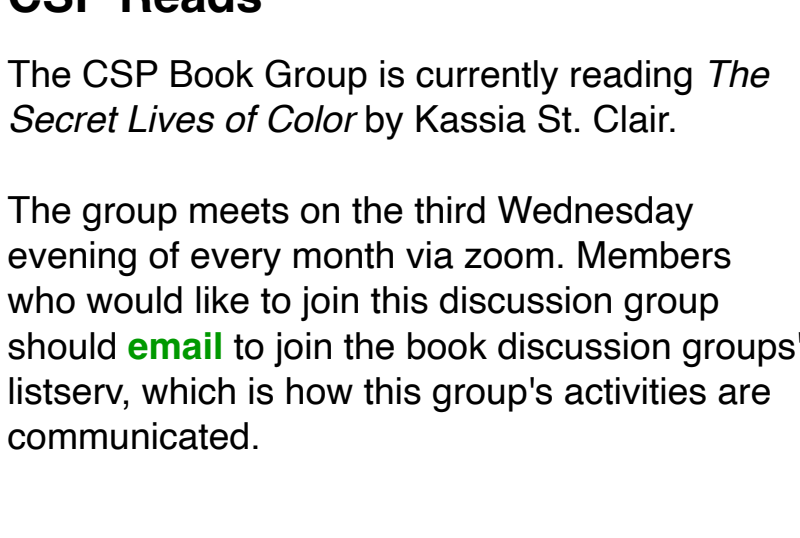 CSP Reads
The CSP Book Group is currently reading The
Secret Lives of Color by Kassia St. Clair.
The group meets on the third Wednesday
evening of every month via zoom. Members
who would like to join this discussion group
should email to join the book discussion groups'
listserv, which is how this group's activities are
communicated.